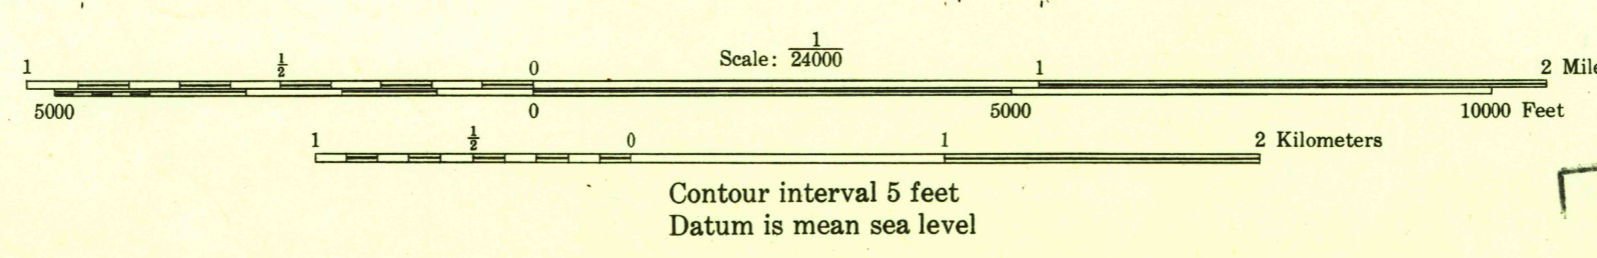 Scale: 1/24000
1 ½ 0 1 2 Mile
5000 0 5000 10000 Feet
1 ½ 0 1 2 Kilometers
Contour interval 5 feet
Datum is mean sea level